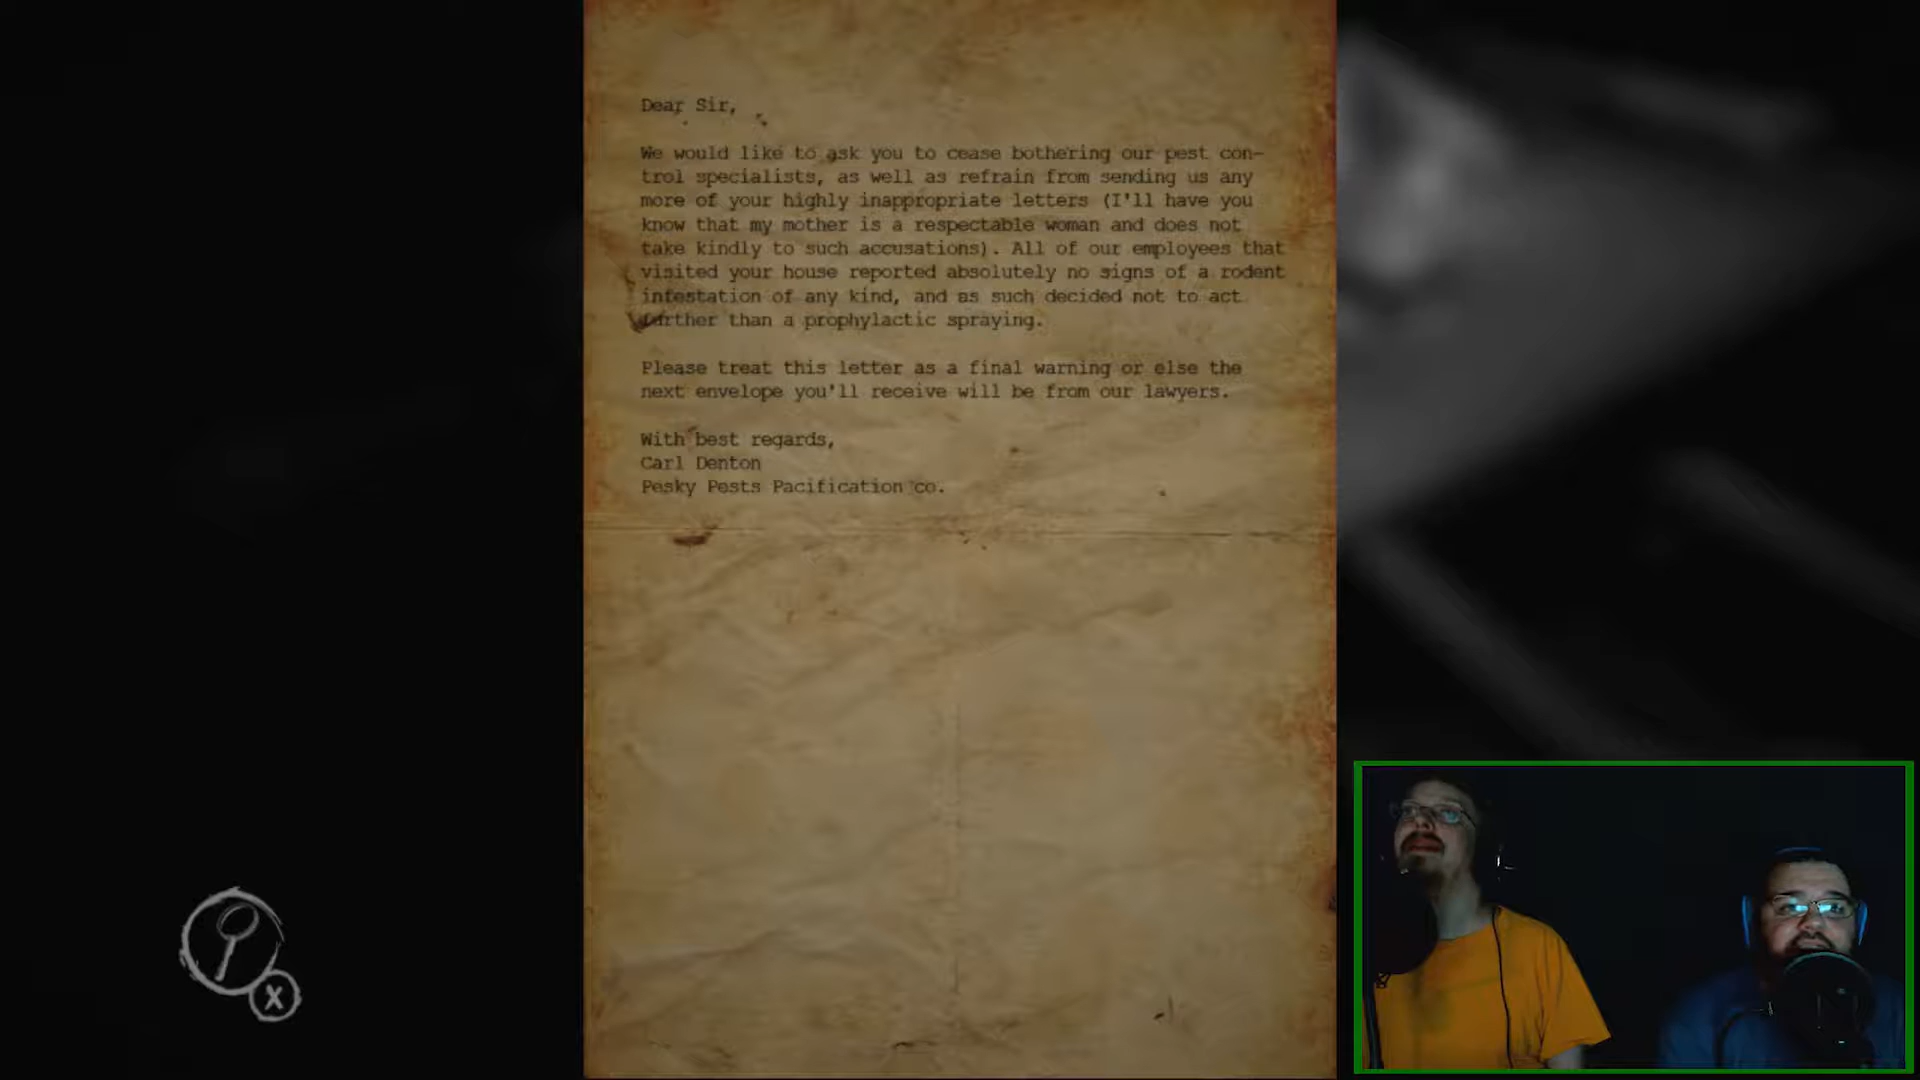 Dear Sir,
We would like to ask you to cease bothering our pest con-
trol specialists, as well as refrain from sending us any
more of your highly inappropriate letters (I'll have you
know that my mother is a respectable woman and does not
take kindly to such accusations). All of our employees that
visited your house reported absolutely no signs of a rodent
infestation of any kind, and as such decided not to act
farther than a prophylactic spraying.
Please treat this letter as a final warning or else the
next envelope you'll receive will be from our lawyers.
With best regards,
Carl Denton
Pesky Pests Pacification co.
X